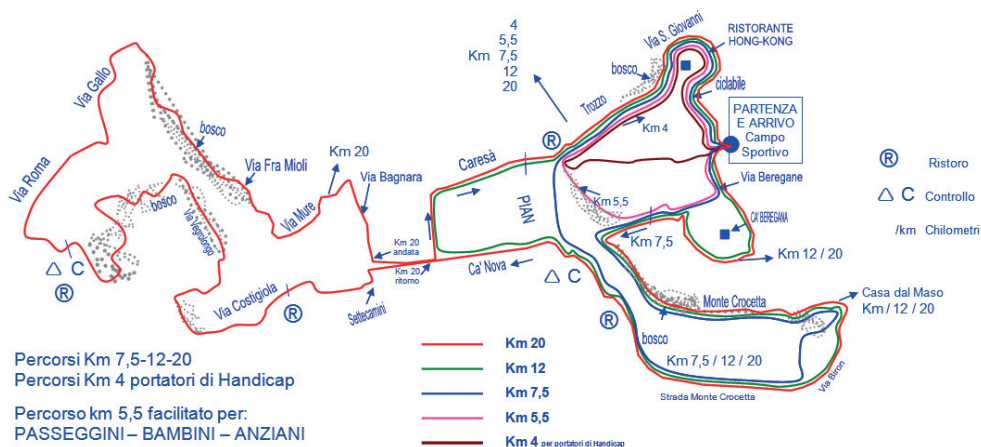 4
5,5
Km 7,5
12
20
Via S. Giovanni
RISTORANTE
HONG-KONG
bosco
ciclabile
Trozzo
Km 4
PARTENZA
E ARRIVO
Campo
Sportivo
Via Gallo
bosco
Via Roma
Via Fra Mioli
Km 20
Via Bagnara
Via Mure
bosco
Via Vegrolongo
Caresà
R
PIAN
Via Beregane
Km 5,5
CA' BEREGANA
Km 7,5
Km 12 / 20
R Ristoro
C Controllo
/km Chilometri
Km 20
andata
Km 20
ritorno
Ca' Nova
C
R
C
R
Via Costigiola
R
Settecamini
Monte Crocetta
bosco
Casa dal Maso
Km / 12 / 20
Km 7,5 / 12 / 20
Via Biron
Strada Monte Crocetta
Percorsi Km 7,5-12-20
Percorsi Km 4 portatori di Handicap
Percorso km 5,5 facilitato per:
PASSEGGINI – BAMBINI – ANZIANI
Km 20
Km 12
Km 7,5
Km 5,5
Km 4 per portatori di Handicap